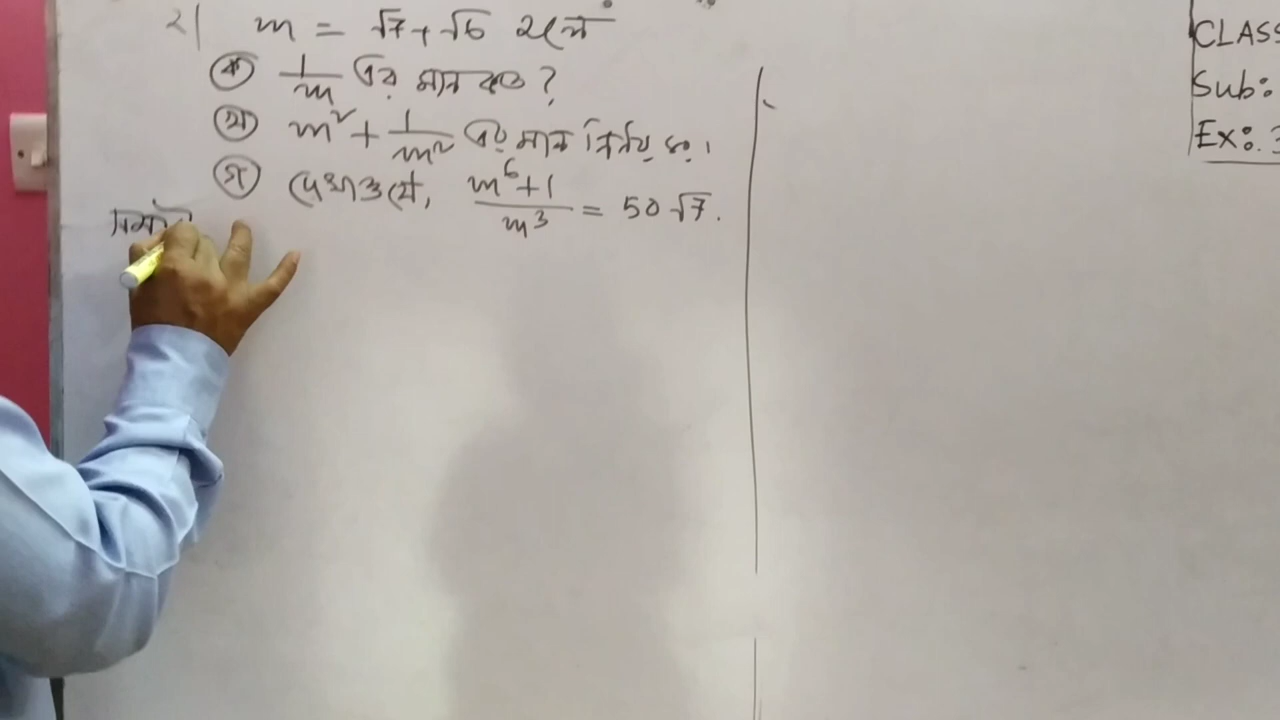 ২। m = √7 + √6 হলে
(ক) 1/m এর মান কত ?
(খ) m² + 1/m² এর মান নির্ণয় কর।
(গ) দেখাও যে, (m⁶+1)/m³ = 50√7.
CLASS
Sub:
Ex:.